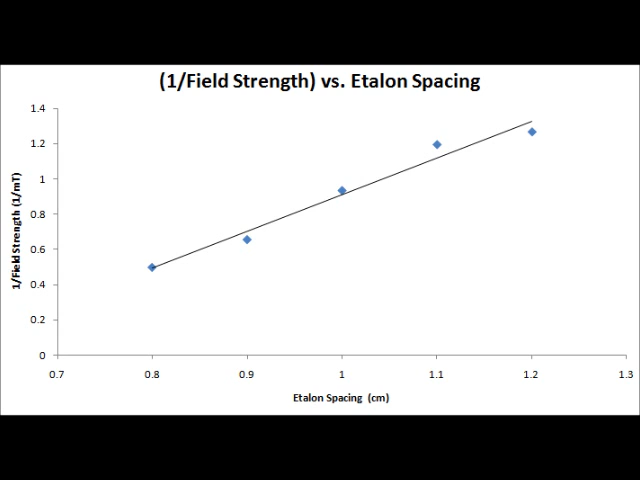 (1/Field Strength) vs. Etalon Spacing
1.4
1.2
1
0.8
0.6
0.4
0.2
0
1/Field Strength (1/mT)
0.7 0.8 0.9 1 1.1 1.2 1.3
Etalon Spacing (cm)